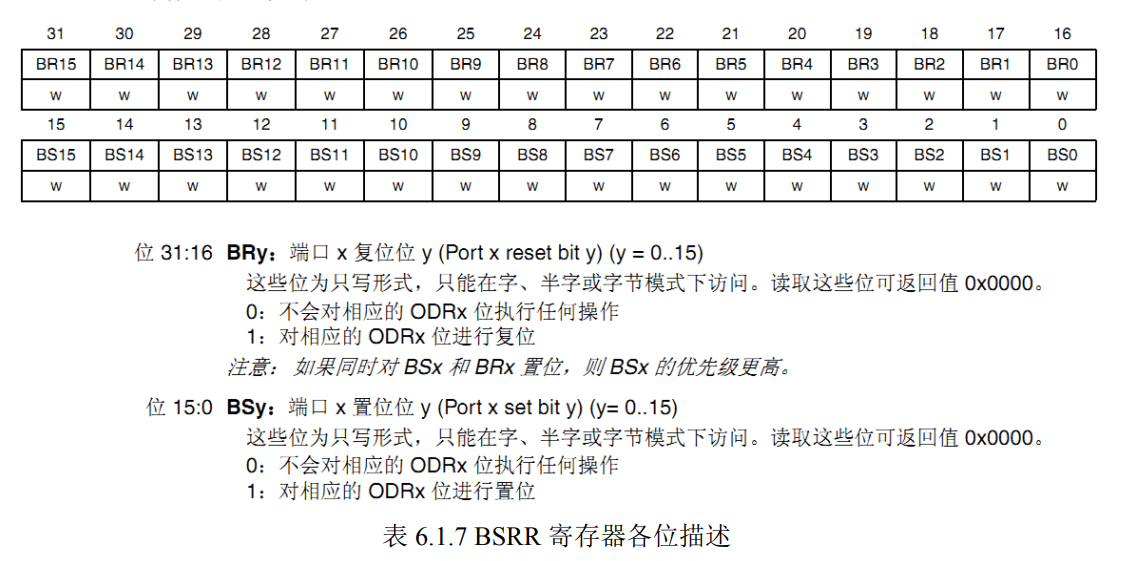 31 30 29 28 27 26 25 24 23 22 21 20 19 18 17 16
BR15 BR14 BR13 BR12 BR11 BR10 BR9 BR8 BR7 BR6 BR5 BR4 BR3 BR2 BR1 BR0
w w w w w w w w w w w w w w w w
15 14 13 12 11 10 9 8 7 6 5 4 3 2 1 0
BS15 BS14 BS13 BS12 BS11 BS10 BS9 BS8 BS7 BS6 BS5 BS4 BS3 BS2 BS1 BS0
w w w w w w w w w w w w w w w w
位 31:16 BRy：端口 x 复位位 y (Port x reset bit y) (y = 0..15)
这些位为只写形式，只能在字、半字或字节模式下访问。读取这些位可返回值 0x0000。
0：不会对相应的 ODRx 位执行任何操作
1：对相应的 ODRx 位进行复位
注意： 如果同时对 BSx 和 BRx 置位，则 BSx 的优先级更高。
位 15:0 BSy：端口 x 置位位 y (Port x set bit y) (y= 0..15)
这些位为只写形式，只能在字、半字或字节模式下访问。读取这些位可返回值 0x0000。
0：不会对相应的 ODRx 位执行任何操作
1：对相应的 ODRx 位进行置位
表 6.1.7 BSRR 寄存器各位描述